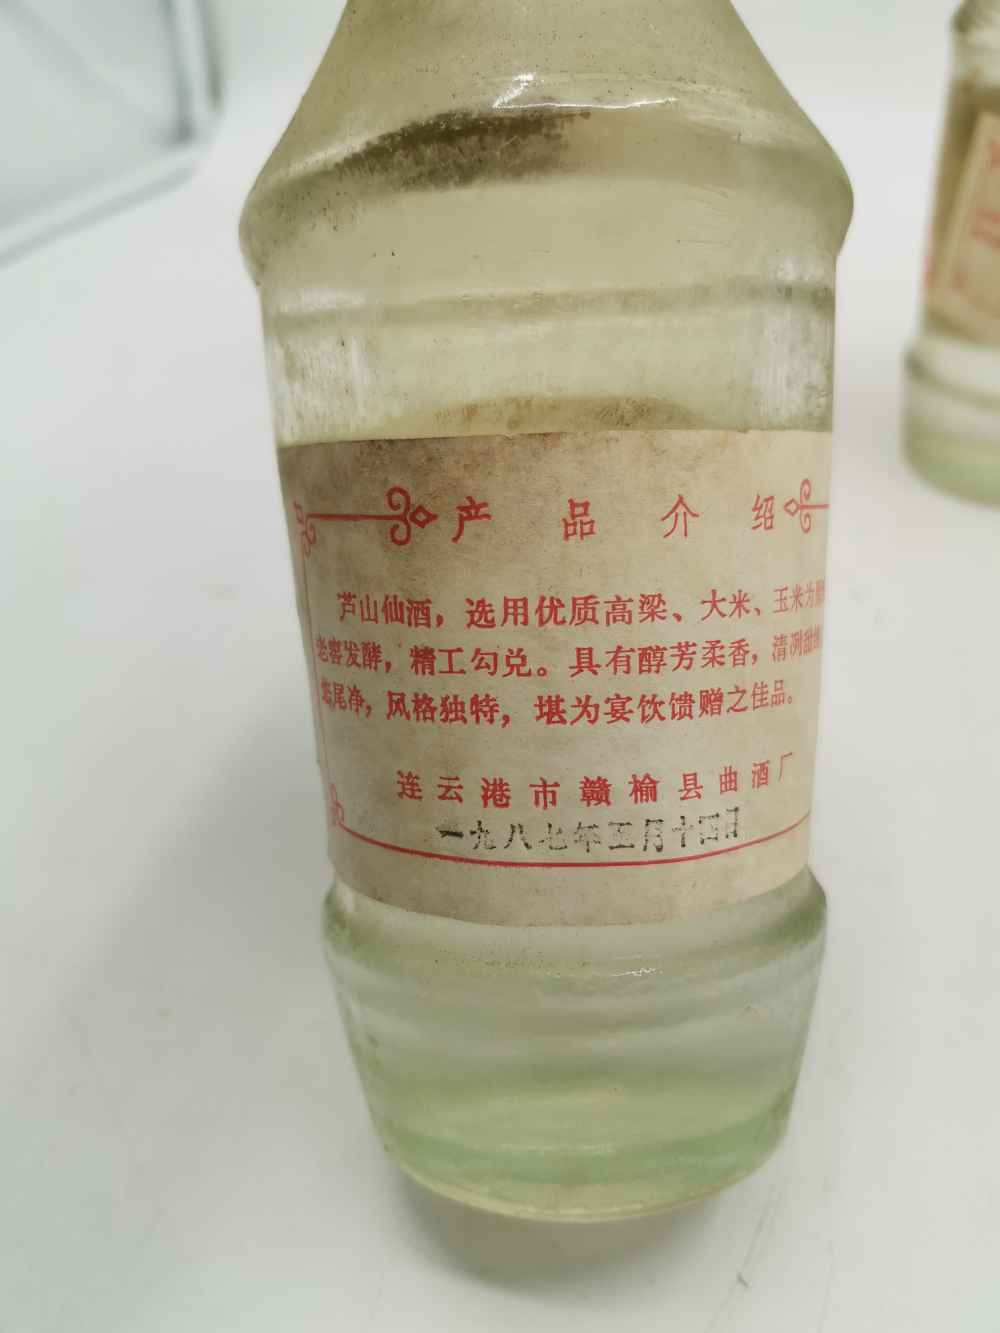 产品介绍
芦山仙酒，选用优质高梁、大米、玉米为
老窖发酵，精工勾兑。具有醇芳柔香，清冽甜
尾净，风格独特，堪为宴饮馈赠之佳品。
连云港市赣榆县曲酒厂
一九八七年三月十四日